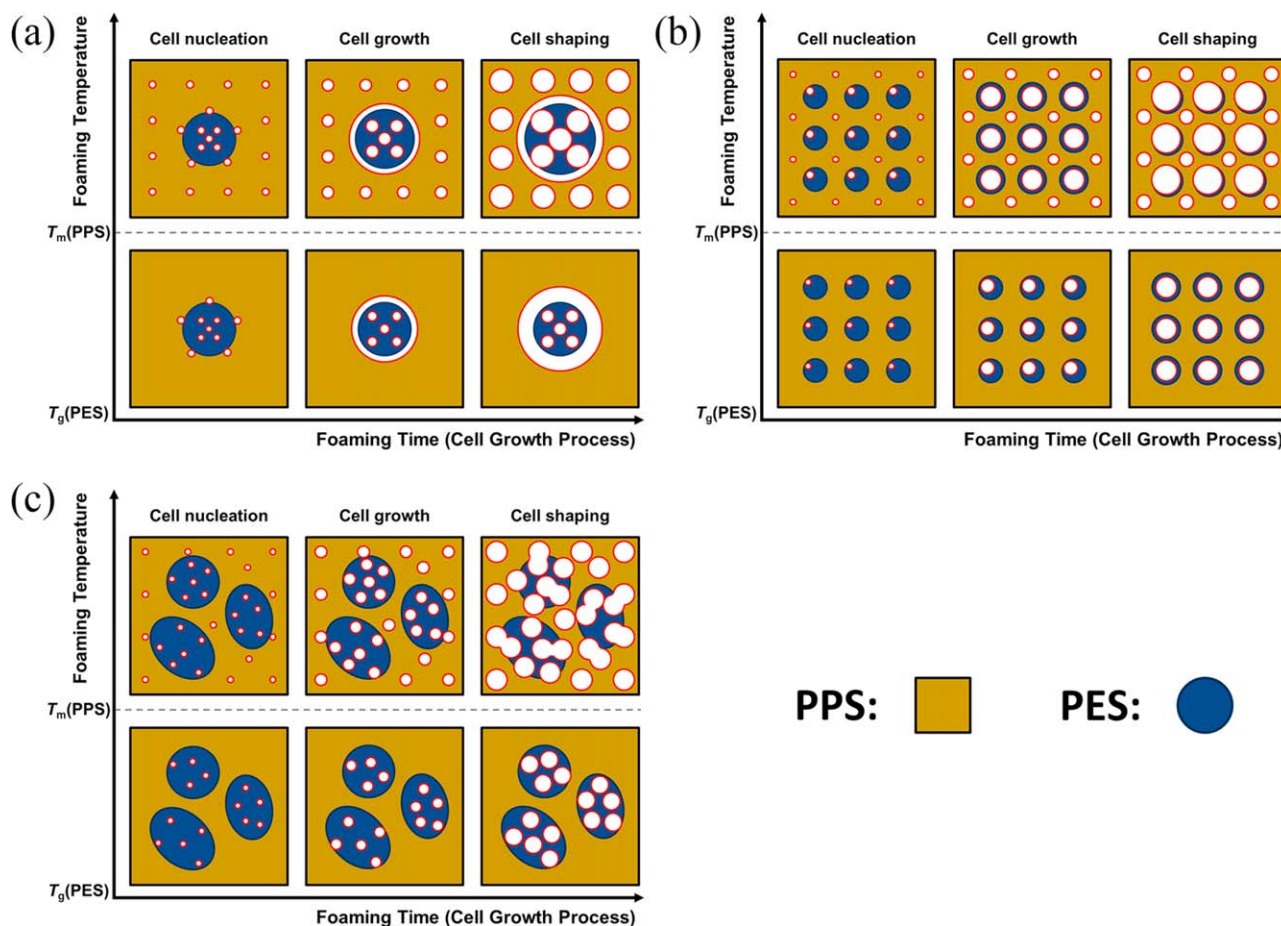 (a)
Foaming Temperature
Cell nucleation
Cell growth
Cell shaping
Tm(PPS)
Tg(PES)
Foaming Time (Cell Growth Process)
(b)
Foaming Temperature
Cell nucleation
Cell growth
Cell shaping
Tm(PPS)
Tg(PES)
Foaming Time (Cell Growth Process)
(c)
Foaming Temperature
Cell nucleation
Cell growth
Cell shaping
Tm(PPS)
Tg(PES)
Foaming Time (Cell Growth Process)
PPS:
PES: